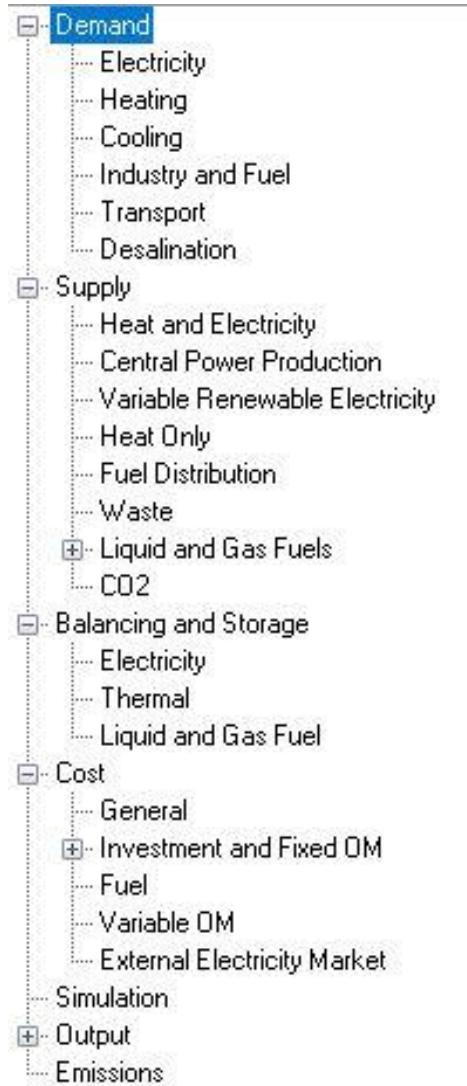 Demand
Electricity
Heating
Cooling
Industry and Fuel
Transport
Desalination
Supply
Heat and Electricity
Central Power Production
Variable Renewable Electricity
Heat Only
Fuel Distribution
Waste
Liquid and Gas Fuels
CO2
Balancing and Storage
Electricity
Thermal
Liquid and Gas Fuel
Cost
General
Investment and Fixed OM
Fuel
Variable OM
External Electricity Market
Simulation
Output
Emissions